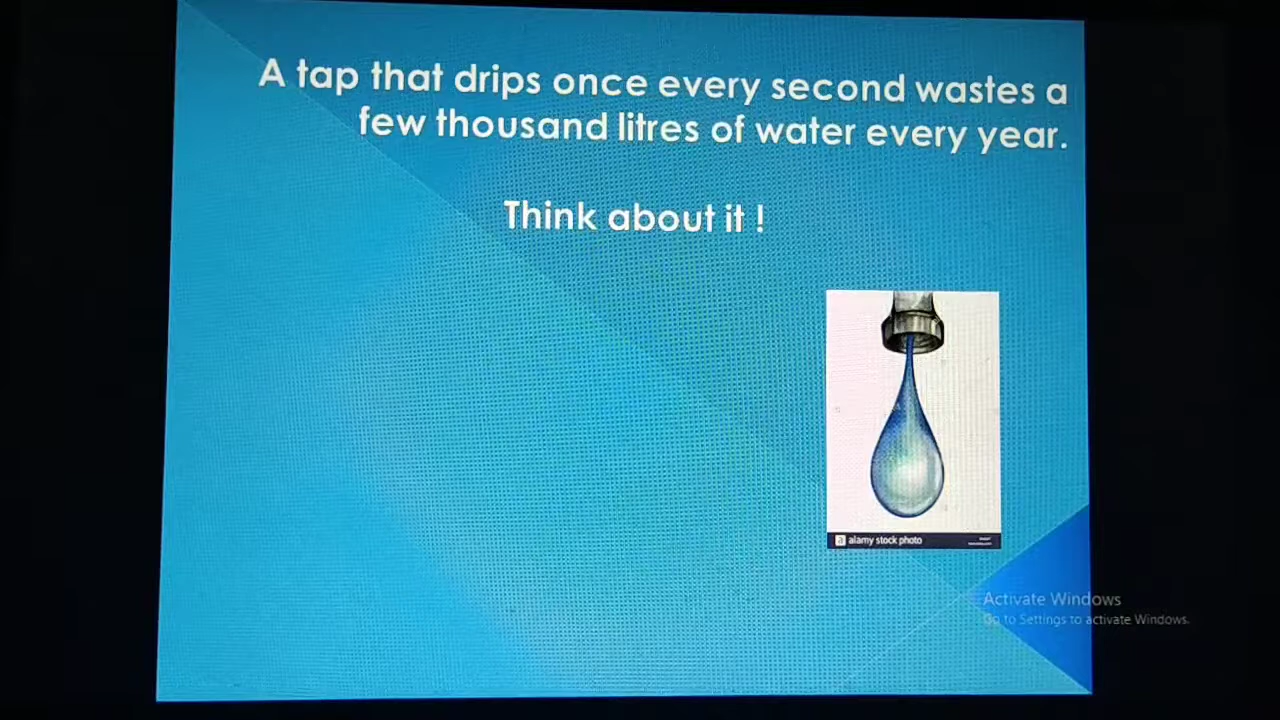 A tap that drips once every second wastes a
few thousand litres of water every year.
Think about it !
a alamy stock photo
Activate Windows
Go to Settings to activate Windows.